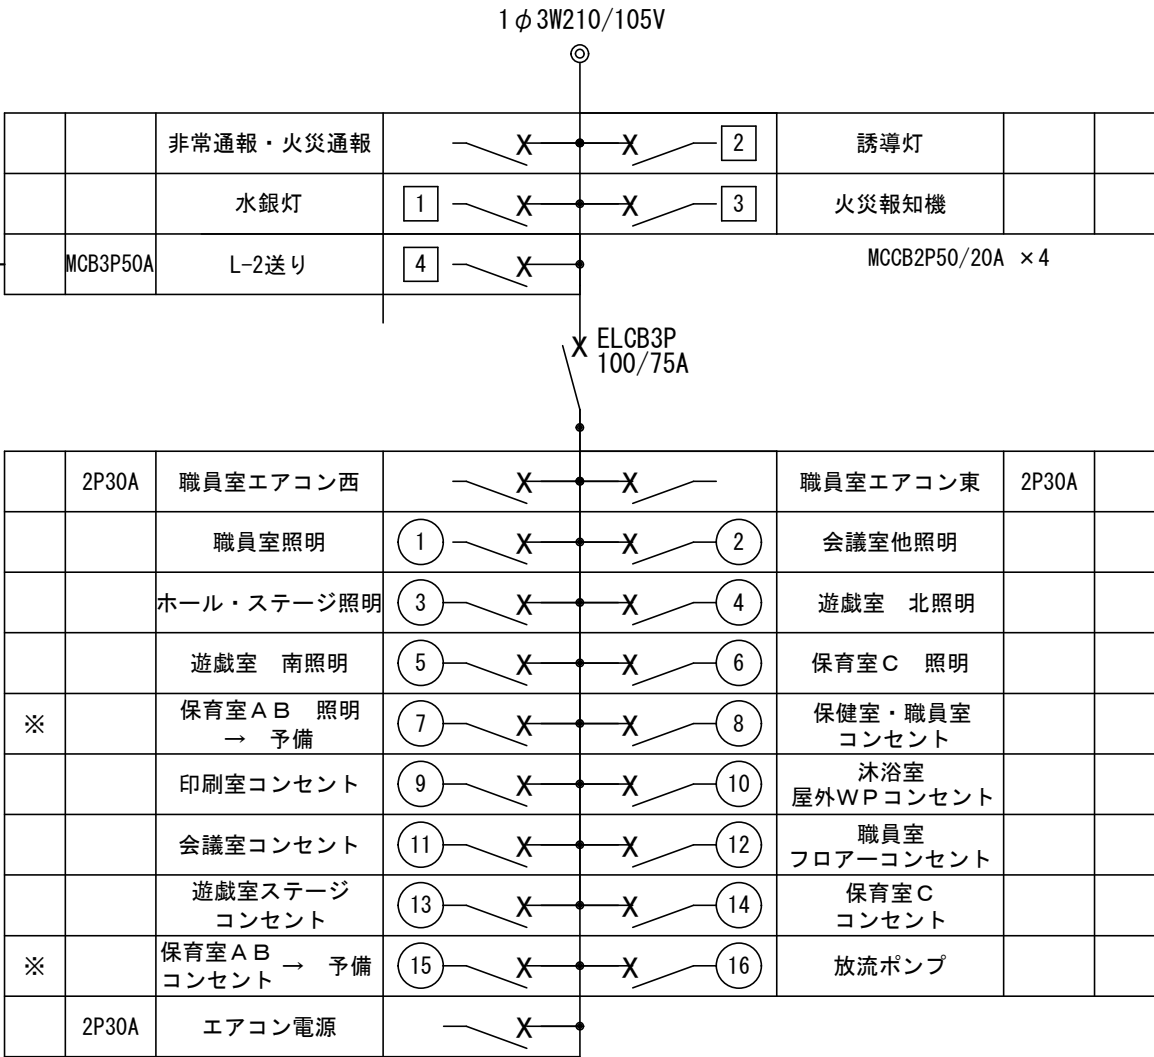 1φ3W210/105V
非常通報・火災通報
2
誘導灯
水銀灯
1
3
火災報知機
MCB3P50A
L-2送り
4
MCCB2P50/20A ×4
ELCB3P
100/75A
2P30A
職員室エアコン西
職員室エアコン東
2P30A
職員室照明
1
2
会議室他照明
ホール・ステージ照明
3
4
遊戯室 北照明
遊戯室 南照明
5
6
保育室C 照明
※
保育室AB 照明
→ 予備
7
8
保健室・職員室
コンセント
印刷室コンセント
9
10
沐浴室
屋外WPコンセント
会議室コンセント
11
12
職員室
フロアーコンセント
遊戯室ステージ
コンセント
13
14
保育室C
コンセント
※
保育室AB
コンセント → 予備
15
16
放流ポンプ
2P30A
エアコン電源